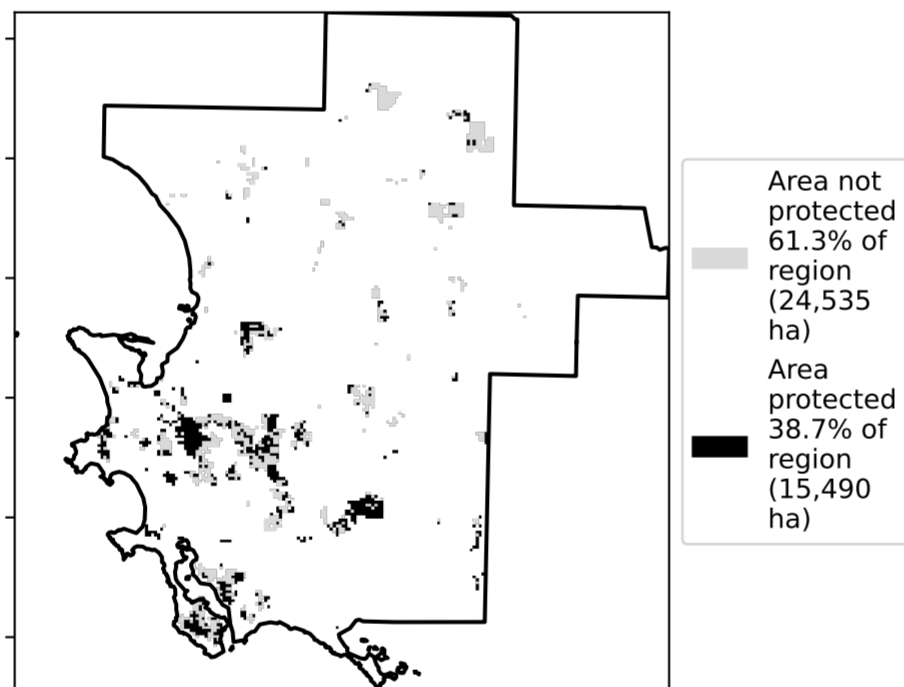 Area not
protected
61.3% of
region
(24,535
ha)
Area
protected
38.7% of
region
(15,490
ha)